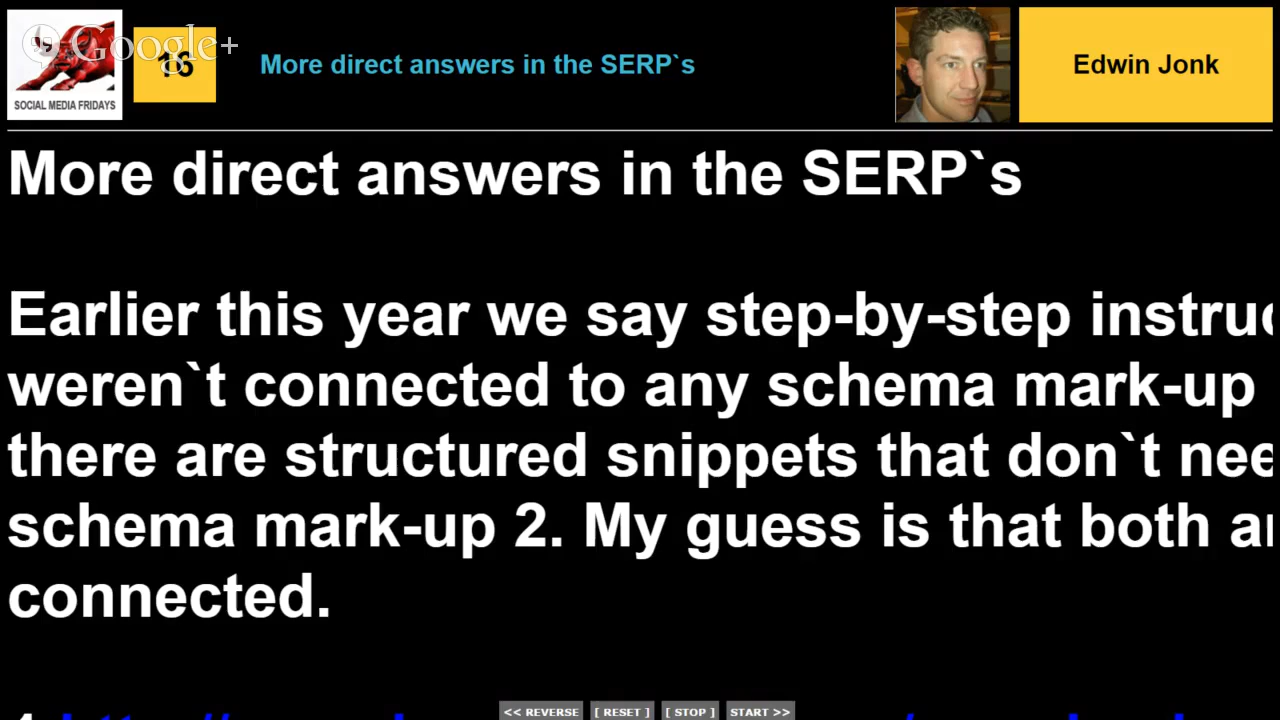 Google+
SOCIAL MEDIA FRIDAYS
16
More direct answers in the SERP`s
Edwin Jonk
More direct answers in the SERP`s
Earlier this year we say step-by-step
weren`t connected to any schema mark-up
there are structured snippets that don`t
schema mark-up 2. My guess is that both
connected.
<< REVERSE
[ RESET ]
[ STOP ]
START >>